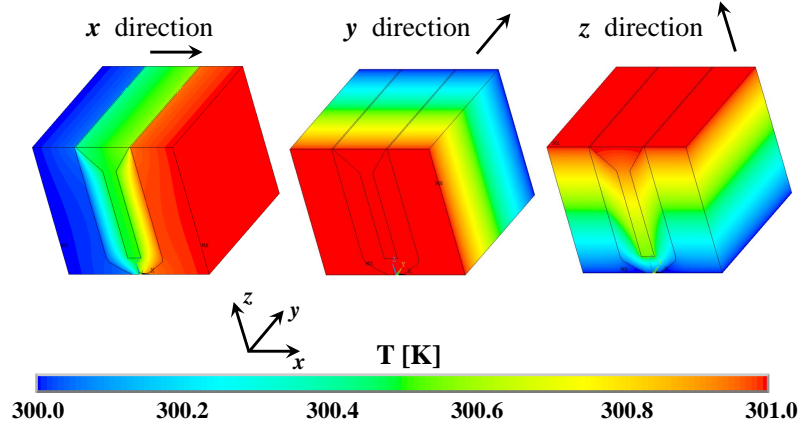 x direction
y direction
z direction
z
y
x
T [K]
300.0 300.2 300.4 300.6 300.8 301.0